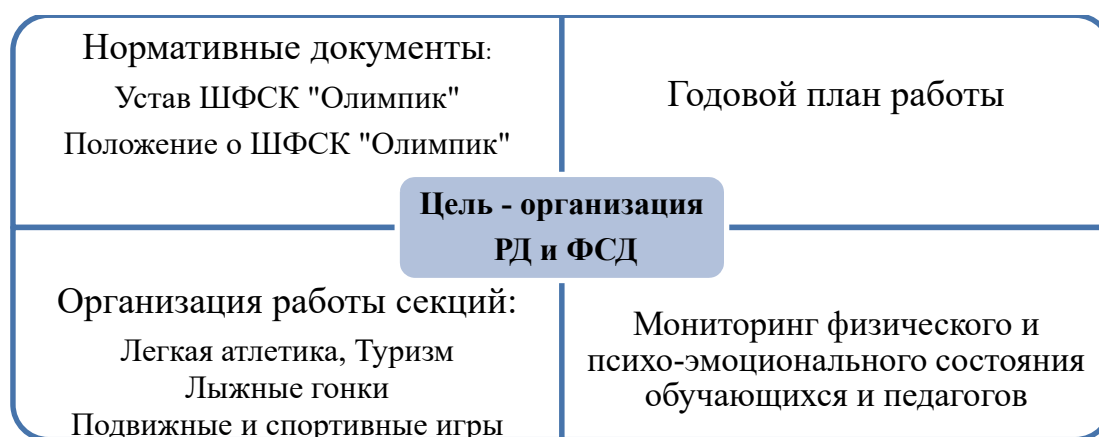 Нормативные документы:
Устав ШФСК "Олимпик"
Положение о ШФСК "Олимпик"
Годовой план работы
Цель - организация
РД и ФСД
Организация работы секций:
Легкая атлетика, Туризм
Лыжные гонки
Подвижные и спортивные игры
Мониторинг физического и
психо-эмоционального состояния
обучающихся и педагогов